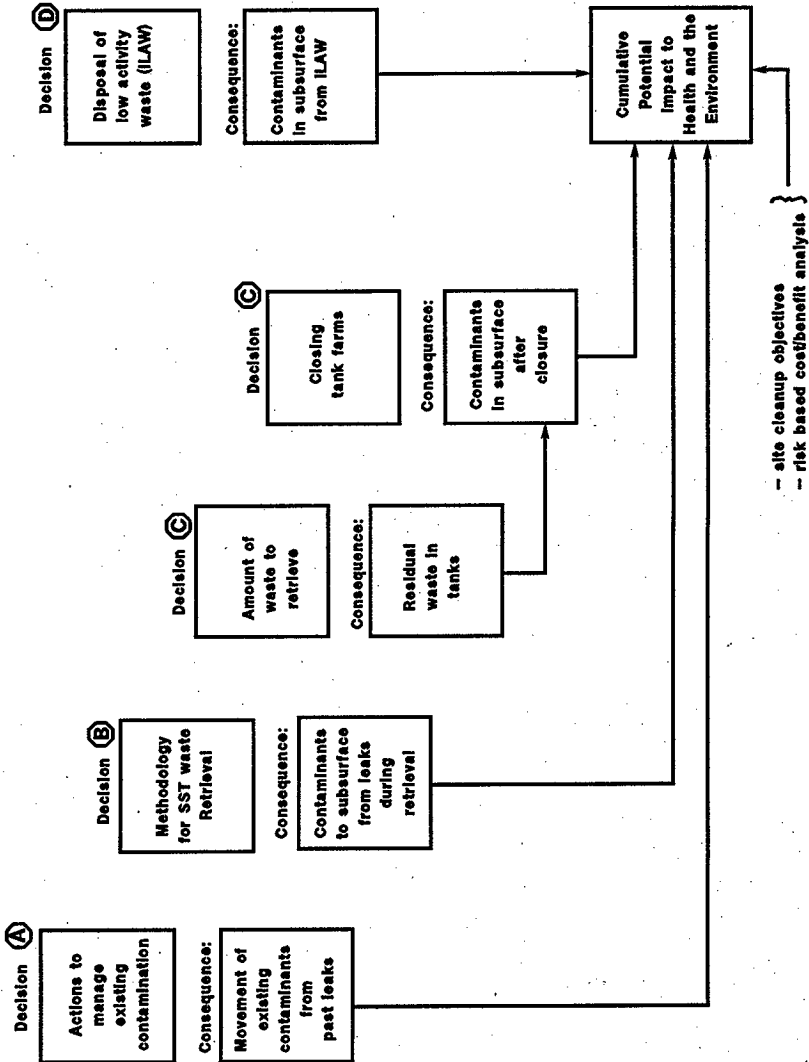 Decision A
Actions to
manage
existing
contamination
Consequence:
Movement of
existing
contaminants
from
past leaks
Decision B
Methodology
for SST waste
Retrieval
Consequence:
Contaminants
to subsurface
from leaks
during
retrieval
Decision C
Amount of
waste to
retrieve
Consequence:
Residual
waste in
tanks
Decision C
Closing
tank farms
Consequence:
Contaminants
in subsurface
after
closure
Decision D
Disposal of
low activity
waste (ILAW)
Consequence:
Contaminants
in subsurface
from ILAW
Cumulative
Potential
Impact to
Health and the
Environment
– site cleanup objectives
– risk based cost/benefit analysis